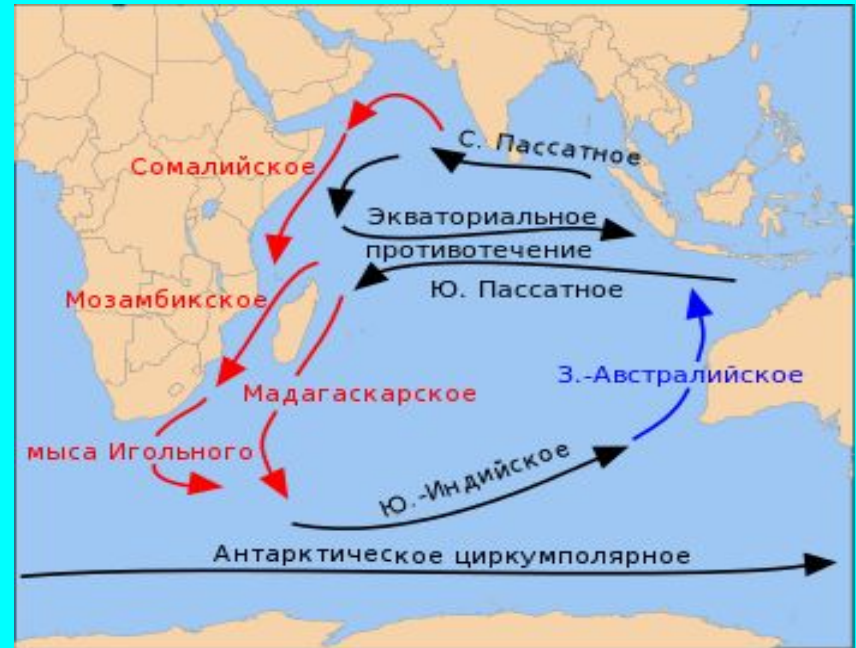 С. Пассатное
Сомалийское
Экваториальное
противотечение
Мозамбикское
Ю. Пассатное
З.-Австралийское
Мадагаскарское
мыса Игольного
Ю.-Индийское
Антарктическое циркумполярное